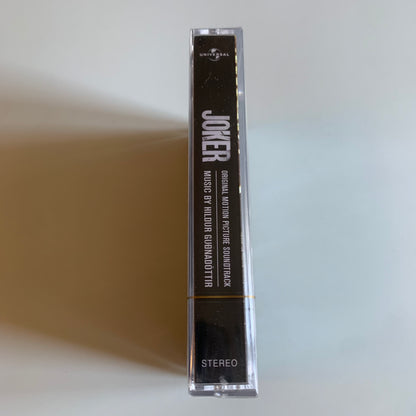 UNIVERSAL
JOKER
ORIGINAL MOTION PICTURE SOUNDTRACK
MUSIC BY HILDUR GUÐNADÓTTIR
STEREO